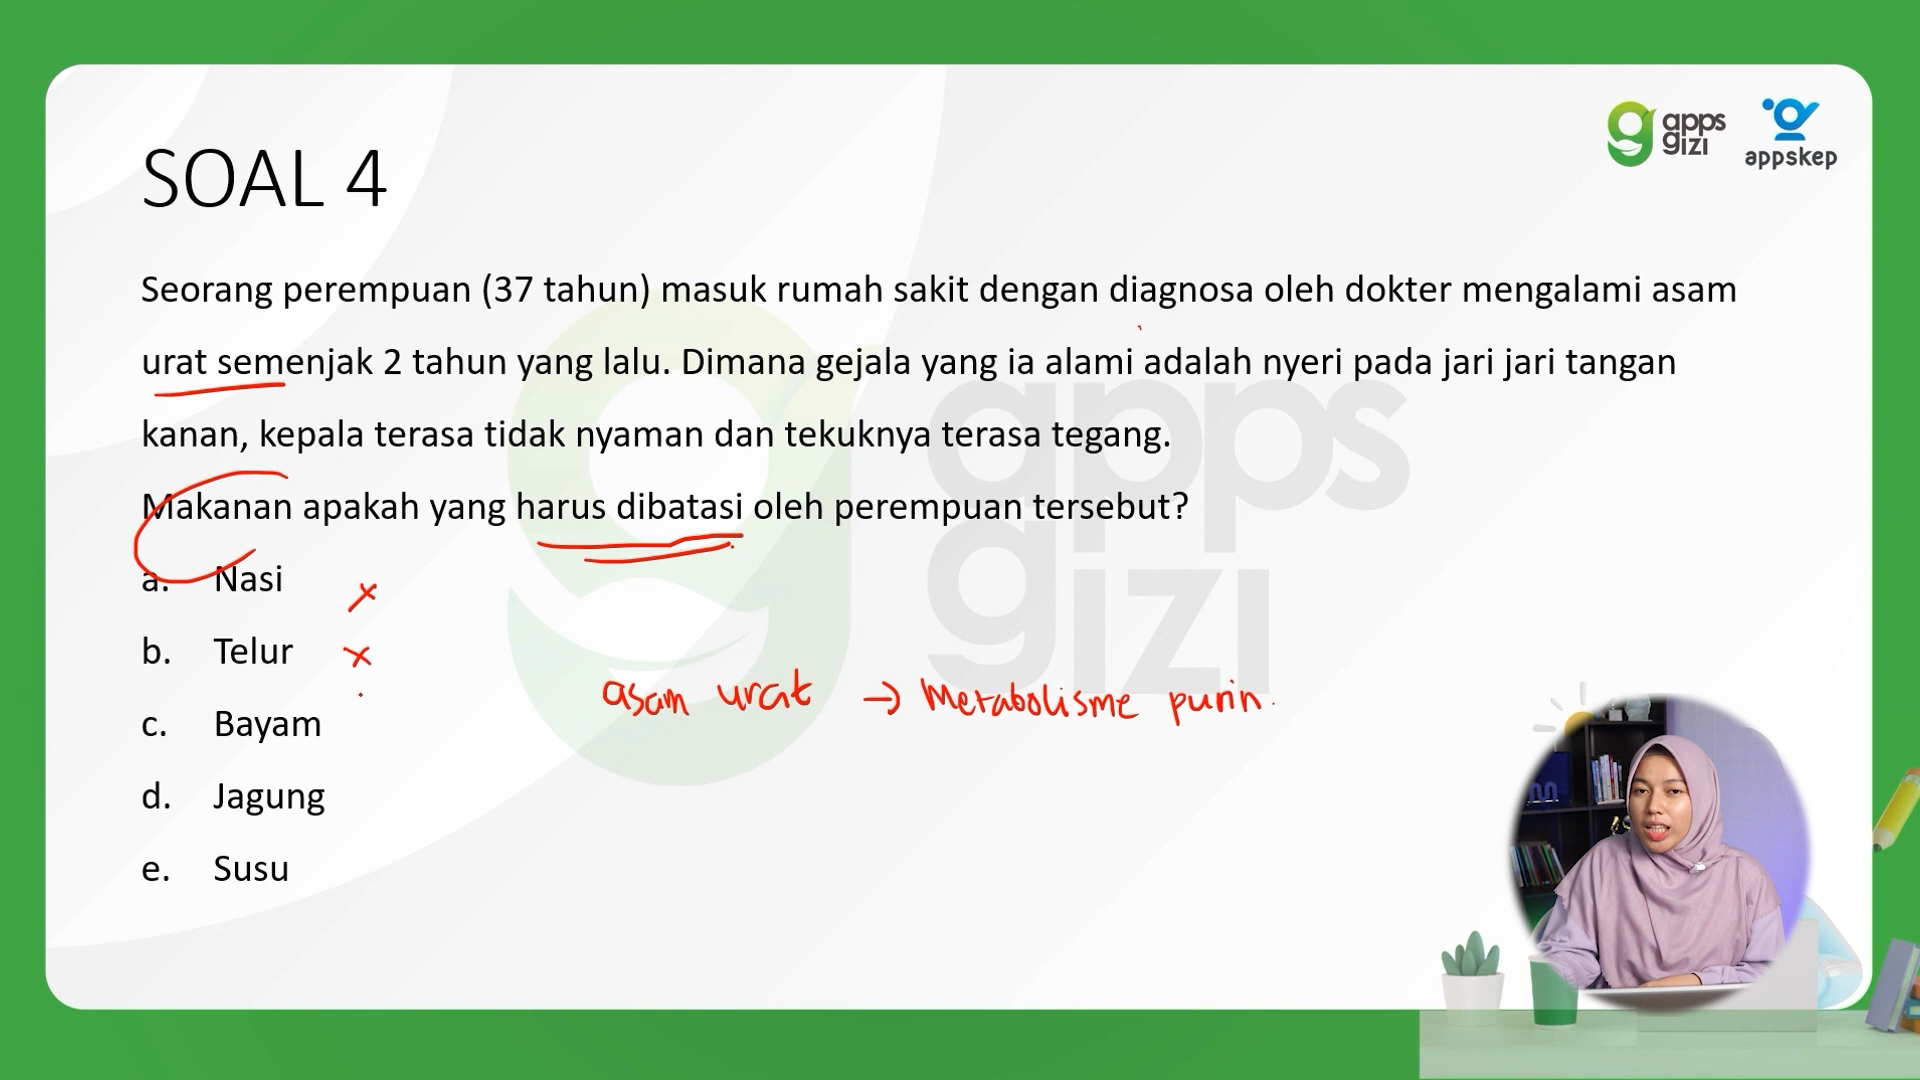 apps
gizi
appskep
SOAL 4
Seorang perempuan (37 tahun) masuk rumah sakit dengan diagnosa oleh dokter mengalami asam
urat semenjak 2 tahun yang lalu. Dimana gejala yang ia alami adalah nyeri pada jari jari tangan
kanan, kepala terasa tidak nyaman dan tekuknya terasa tegang.
Makanan apakah yang harus dibatasi oleh perempuan tersebut?
a. Nasi
b. Telur
c. Bayam
d. Jagung
e. Susu
asam urat → Metabolisme purin.
apps
gizi